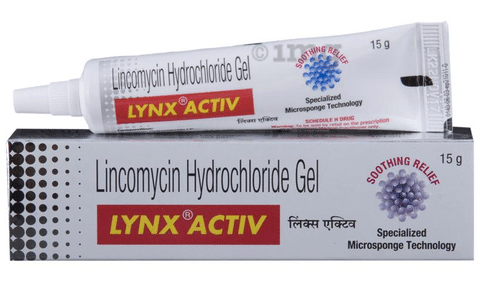 © 1mg
Lincomycin Hydrochloride Gel
15 g
LYNX® ACTIV
लिंक्स एक्टिव
SOOTHING RELIEF
Specialized
Microsponge Technology
SCHEDULE H DRUG
Lincomycin Hydrochloride Gel
15 g
LYNX® ACTIV
लिंक्स एक्टिव
SOOTHING RELIEF
Specialized
Microsponge Technology